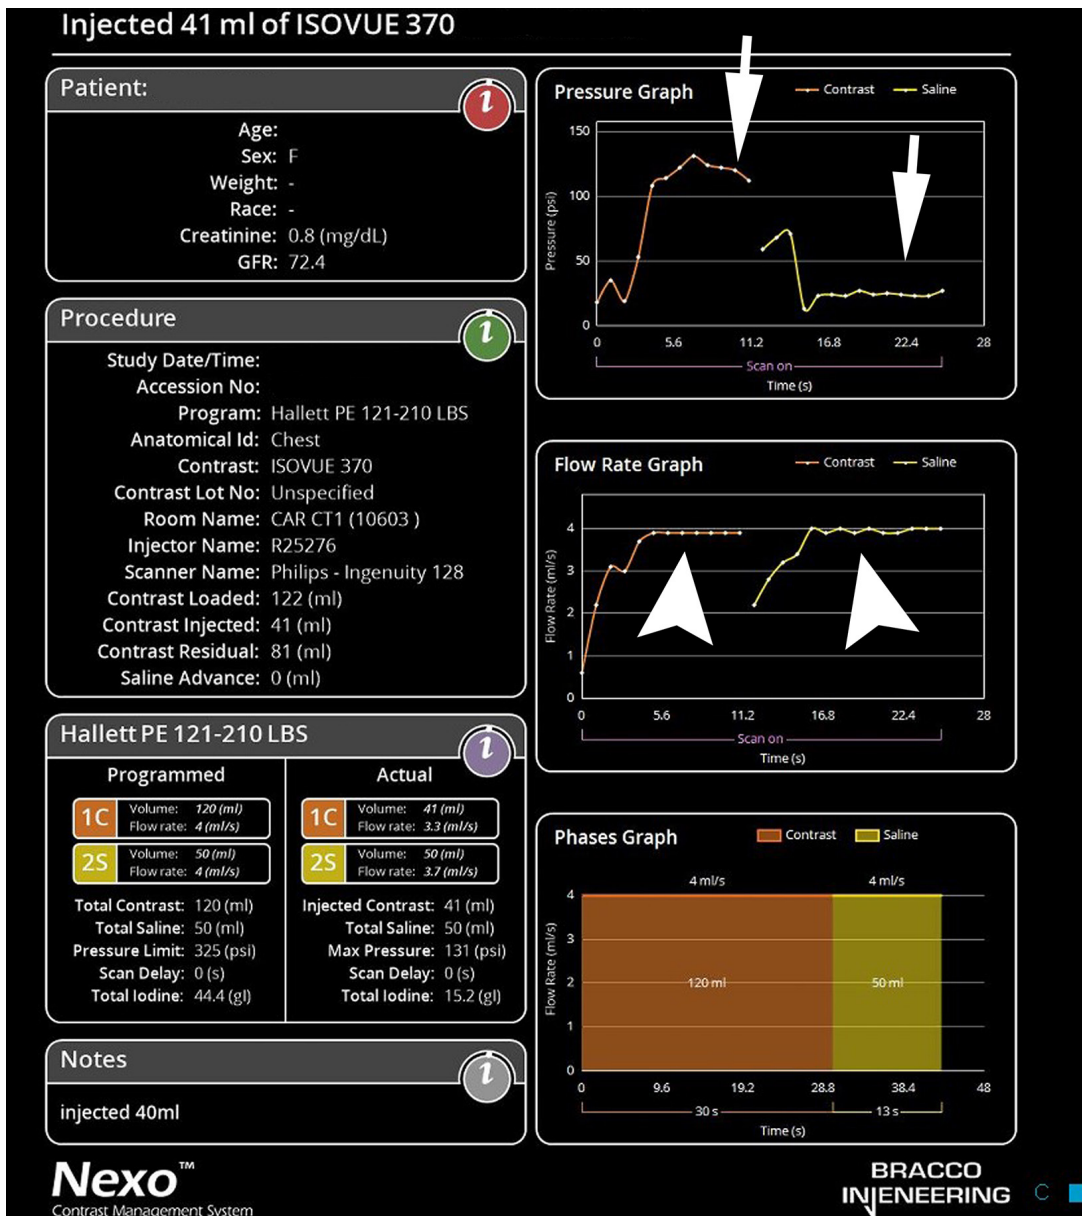 Injected 41 ml of ISOVUE 370
Patient:
i
Age:
Sex: F
Weight: -
Race: -
Creatinine: 0.8 (mg/dL)
GFR: 72.4
Procedure
i
Study Date/Time:
Accession No:
Program: Hallett PE 121-210 LBS
Anatomical Id: Chest
Contrast: ISOVUE 370
Contrast Lot No: Unspecified
Room Name: CAR CT1 (10603 )
Injector Name: R25276
Scanner Name: Philips - Ingenuity 128
Contrast Loaded: 122 (ml)
Contrast Injected: 41 (ml)
Contrast Residual: 81 (ml)
Saline Advance: 0 (ml)
Hallett PE 121-210 LBS
i
Programmed
1C Volume: 120 (ml)
Flow rate: 4 (ml/s)
2S Volume: 50 (ml)
Flow rate: 4 (ml/s)
Total Contrast: 120 (ml)
Total Saline: 50 (ml)
Pressure Limit: 325 (psi)
Scan Delay: 0 (s)
Total Iodine: 44.4 (gl)
Actual
1C Volume: 41 (ml)
Flow rate: 3.3 (ml/s)
2S Volume: 50 (ml)
Flow rate: 3.7 (ml/s)
Injected Contrast: 41 (ml)
Total Saline: 50 (ml)
Max Pressure: 131 (psi)
Scan Delay: 0 (s)
Total Iodine: 15.2 (gl)
Notes
i
injected 40ml
Pressure Graph Contrast Saline
Pressure (psi)
150
100
50
0
0 5.6 11.2 16.8 22.4 28
Scan on
Time (s)
Flow Rate Graph Contrast Saline
Flow Rate (ml/s)
4
3
2
1
0
0 5.6 11.2 16.8 22.4 28
Scan on
Time (s)
Phases Graph Contrast Saline
4 ml/s 4 ml/s
Flow Rate (ml/s)
4
3
2
1
0
120 ml 50 ml
0 9.6 19.2 28.8 38.4 48
30 s 13 s
Time (s)
Nexo™
Contrast Management System
BRACCO
INJENEERING
C